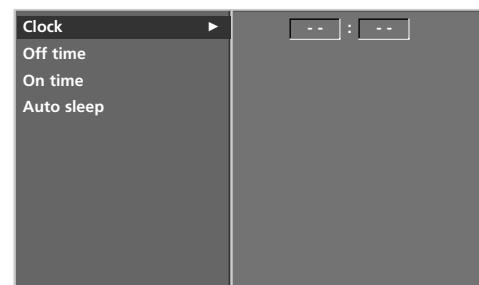 Clock ► - - : - -
Off time
On time
Auto sleep